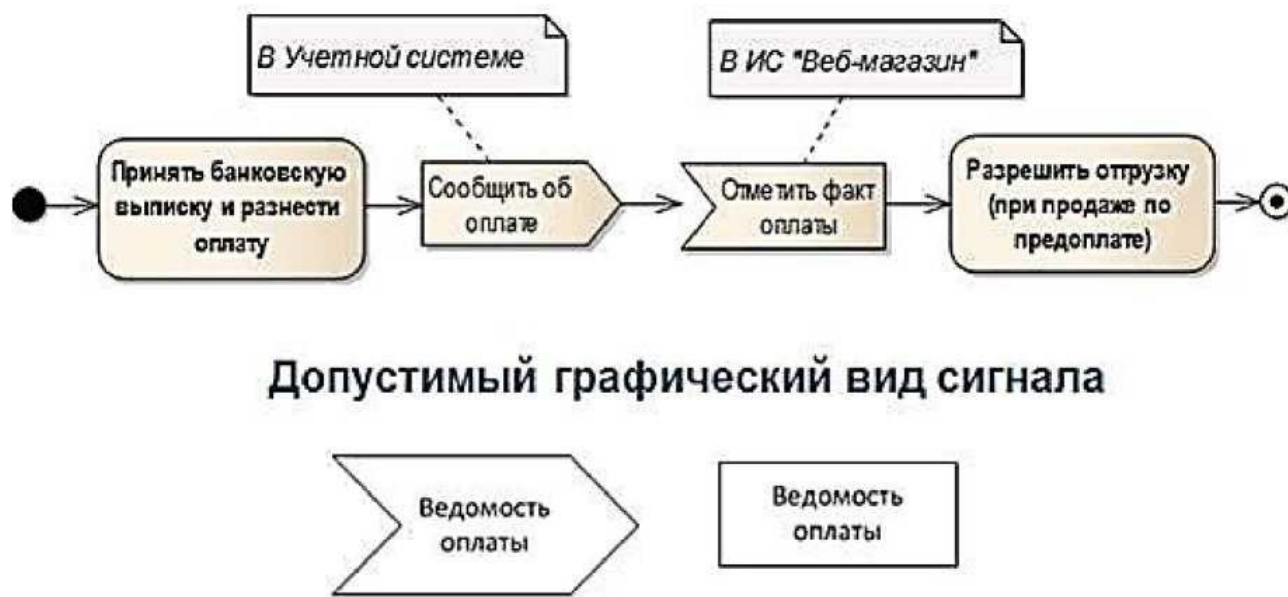 В Учетной системе
В ИС "Веб-магазин"
Принять банковскую
выписку и разнести
оплату
Сообщить об
оплате
Отметить факт
оплаты
Разрешить отгрузку
(при продаже по
предоплате)
Допустимый графический вид сигнала
Ведомость
оплаты
Ведомость
оплаты